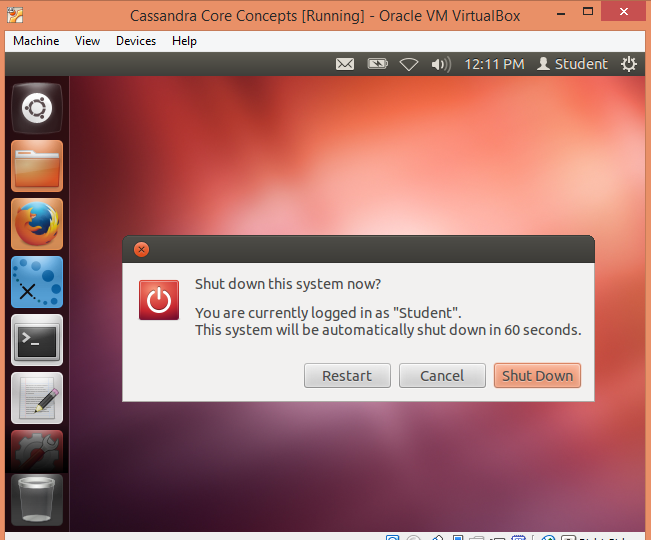 Cassandra Core Concepts [Running] - Oracle VM VirtualBox
Machine View Devices Help
12:11 PM Student
Shut down this system now?
You are currently logged in as "Student".
This system will be automatically shut down in 60 seconds.
Restart Cancel Shut Down